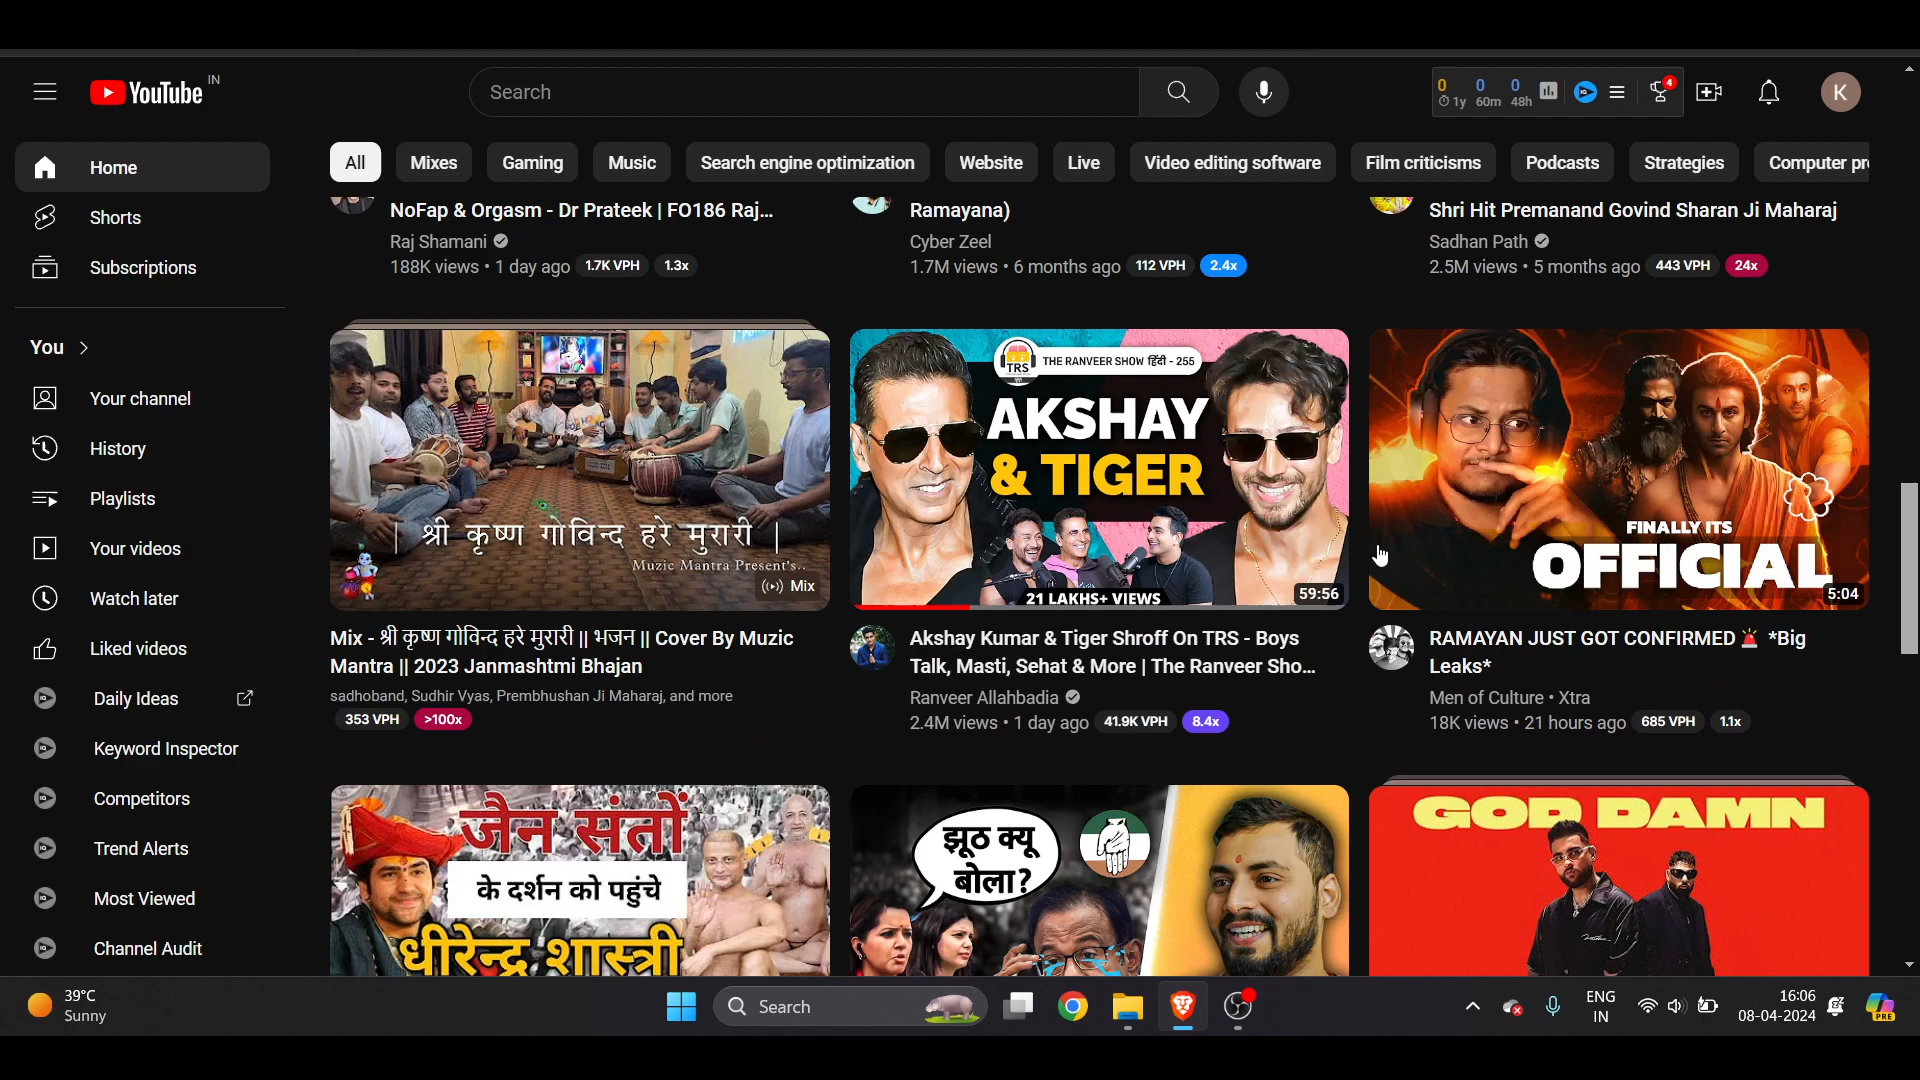 YouTube IN
Search
0 0 0
1y 60m 48h
4
K
Home
Shorts
Subscriptions
You
Your channel
History
Playlists
Your videos
Watch later
Liked videos
Daily Ideas
Keyword Inspector
Competitors
Trend Alerts
Most Viewed
Channel Audit
All Mixes Gaming Music Search engine optimization Website Live Video editing software Film criticisms Podcasts Strategies Computer pr
NoFap & Orgasm - Dr Prateek | FO186 Raj...
Raj Shamani
188K views • 1 day ago 1.7K VPH 1.3x
Ramayana)
Cyber Zeel
1.7M views • 6 months ago 112 VPH 2.4x
Shri Hit Premanand Govind Sharan Ji Maharaj
Sadhan Path
2.5M views • 5 months ago 443 VPH 24x
| श्री कृष्ण गोविन्द हरे मुरारी |
Muzic Mantra Present's..
Mix
Mix - श्री कृष्ण गोविन्द हरे मुरारी || भजन || Cover By Muzic
Mantra || 2023 Janmashtmi Bhajan
sadhoband, Sudhir Vyas, Prembhushan Ji Maharaj, and more
353 VPH >100x
TRS
THE RANVEER SHOW हिंदी - 255
AKSHAY
& TIGER
21 LAKHS+ VIEWS
59:56
Akshay Kumar & Tiger Shroff On TRS - Boys
Talk, Masti, Sehat & More | The Ranveer Sho...
Ranveer Allahbadia
2.4M views • 1 day ago 41.9K VPH 8.4x
FINALLY ITS
OFFICIAL
5:04
RAMAYAN JUST GOT CONFIRMED 🚨 *Big
Leaks*
Men of Culture • Xtra
18K views • 21 hours ago 685 VPH 1.1x
जैन संतों
के दर्शन को पहुंचे
धीरेन्द्र शास्त्री
झूठ क्यू
बोला?
GOD DAMN
39°C
Sunny
Search
ENG
IN
16:06
08-04-2024
PRE